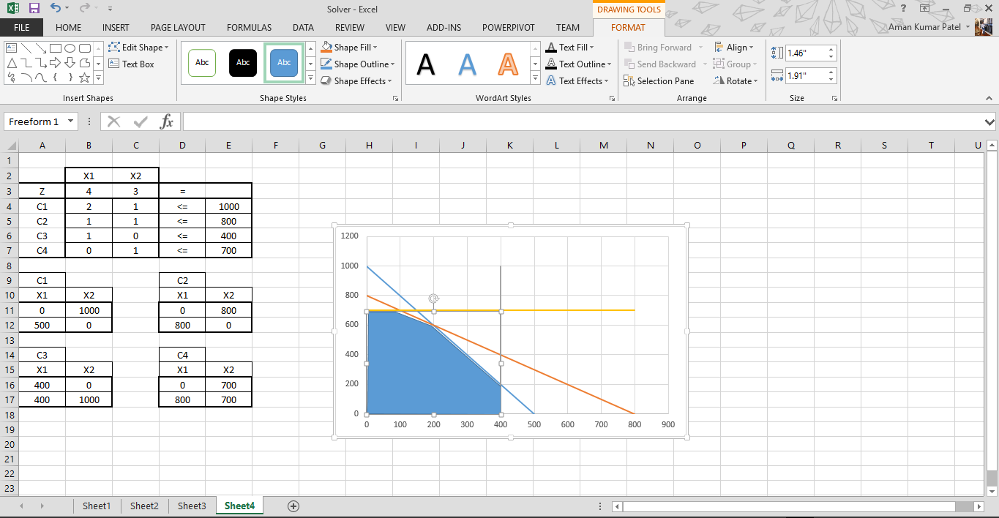 Solver - Excel
DRAWING TOOLS
?
FILE HOME INSERT PAGE LAYOUT FORMULAS DATA REVIEW VIEW ADD-INS POWERPIVOT TEAM FORMAT Aman Kumar Patel
Edit Shape
Text Box
Insert Shapes
Abc Abc Abc
Shape Fill
Shape Outline
Shape Effects
Shape Styles
A A A
Text Fill
Text Outline
Text Effects
WordArt Styles
Bring Forward
Send Backward
Selection Pane
Align
Group
Rotate
Arrange
1.46"
1.91"
Size
Freeform 1 fx
A B C D E F G H I J K L M N O P Q R S T U
1
2 X1 X2
3 Z 4 3 =
4 C1 2 1 <= 1000
5 C2 1 1 <= 800
6 C3 1 0 <= 400
7 C4 0 1 <= 700
8
9 C1 C2
10 X1 X2 X1 X2
11 0 1000 0 800
12 500 0 800 0
13
14 C3 C4
15 X1 X2 X1 X2
16 400 0 0 700
17 400 1000 800 700
18
19
20
21
22
23
1200
1000
800
600
400
200
0
0 100 200 300 400 500 600 700 800 900
Sheet1 Sheet2 Sheet3 Sheet4